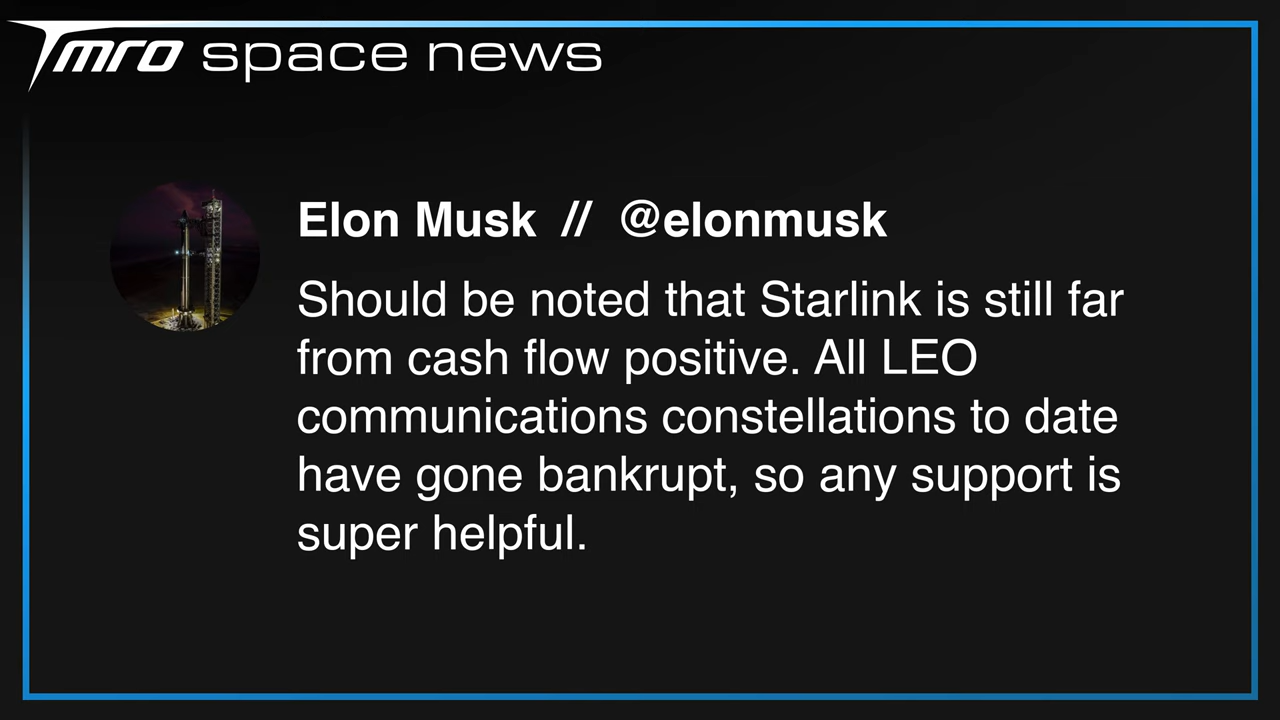 Tmro space news
Elon Musk // @elonmusk
Should be noted that Starlink is still far
from cash flow positive. All LEO
communications constellations to date
have gone bankrupt, so any support is
super helpful.